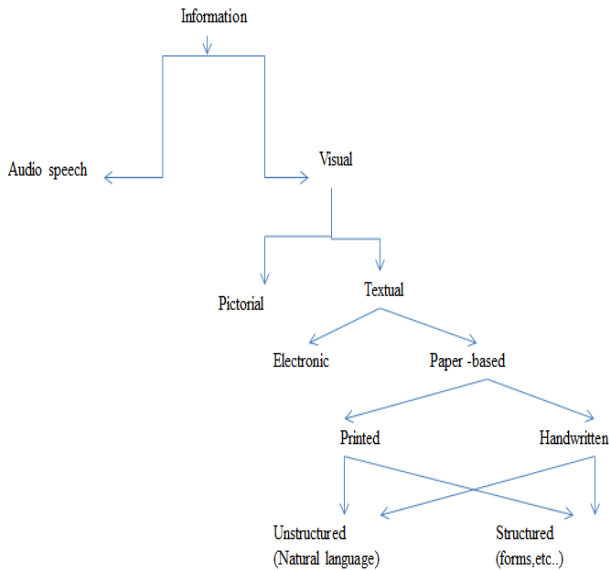 Information
Audio speech
Visual
Pictorial
Textual
Electronic
Paper -based
Printed
Handwritten
Unstructured
(Natural language)
Structured
(forms,etc..)